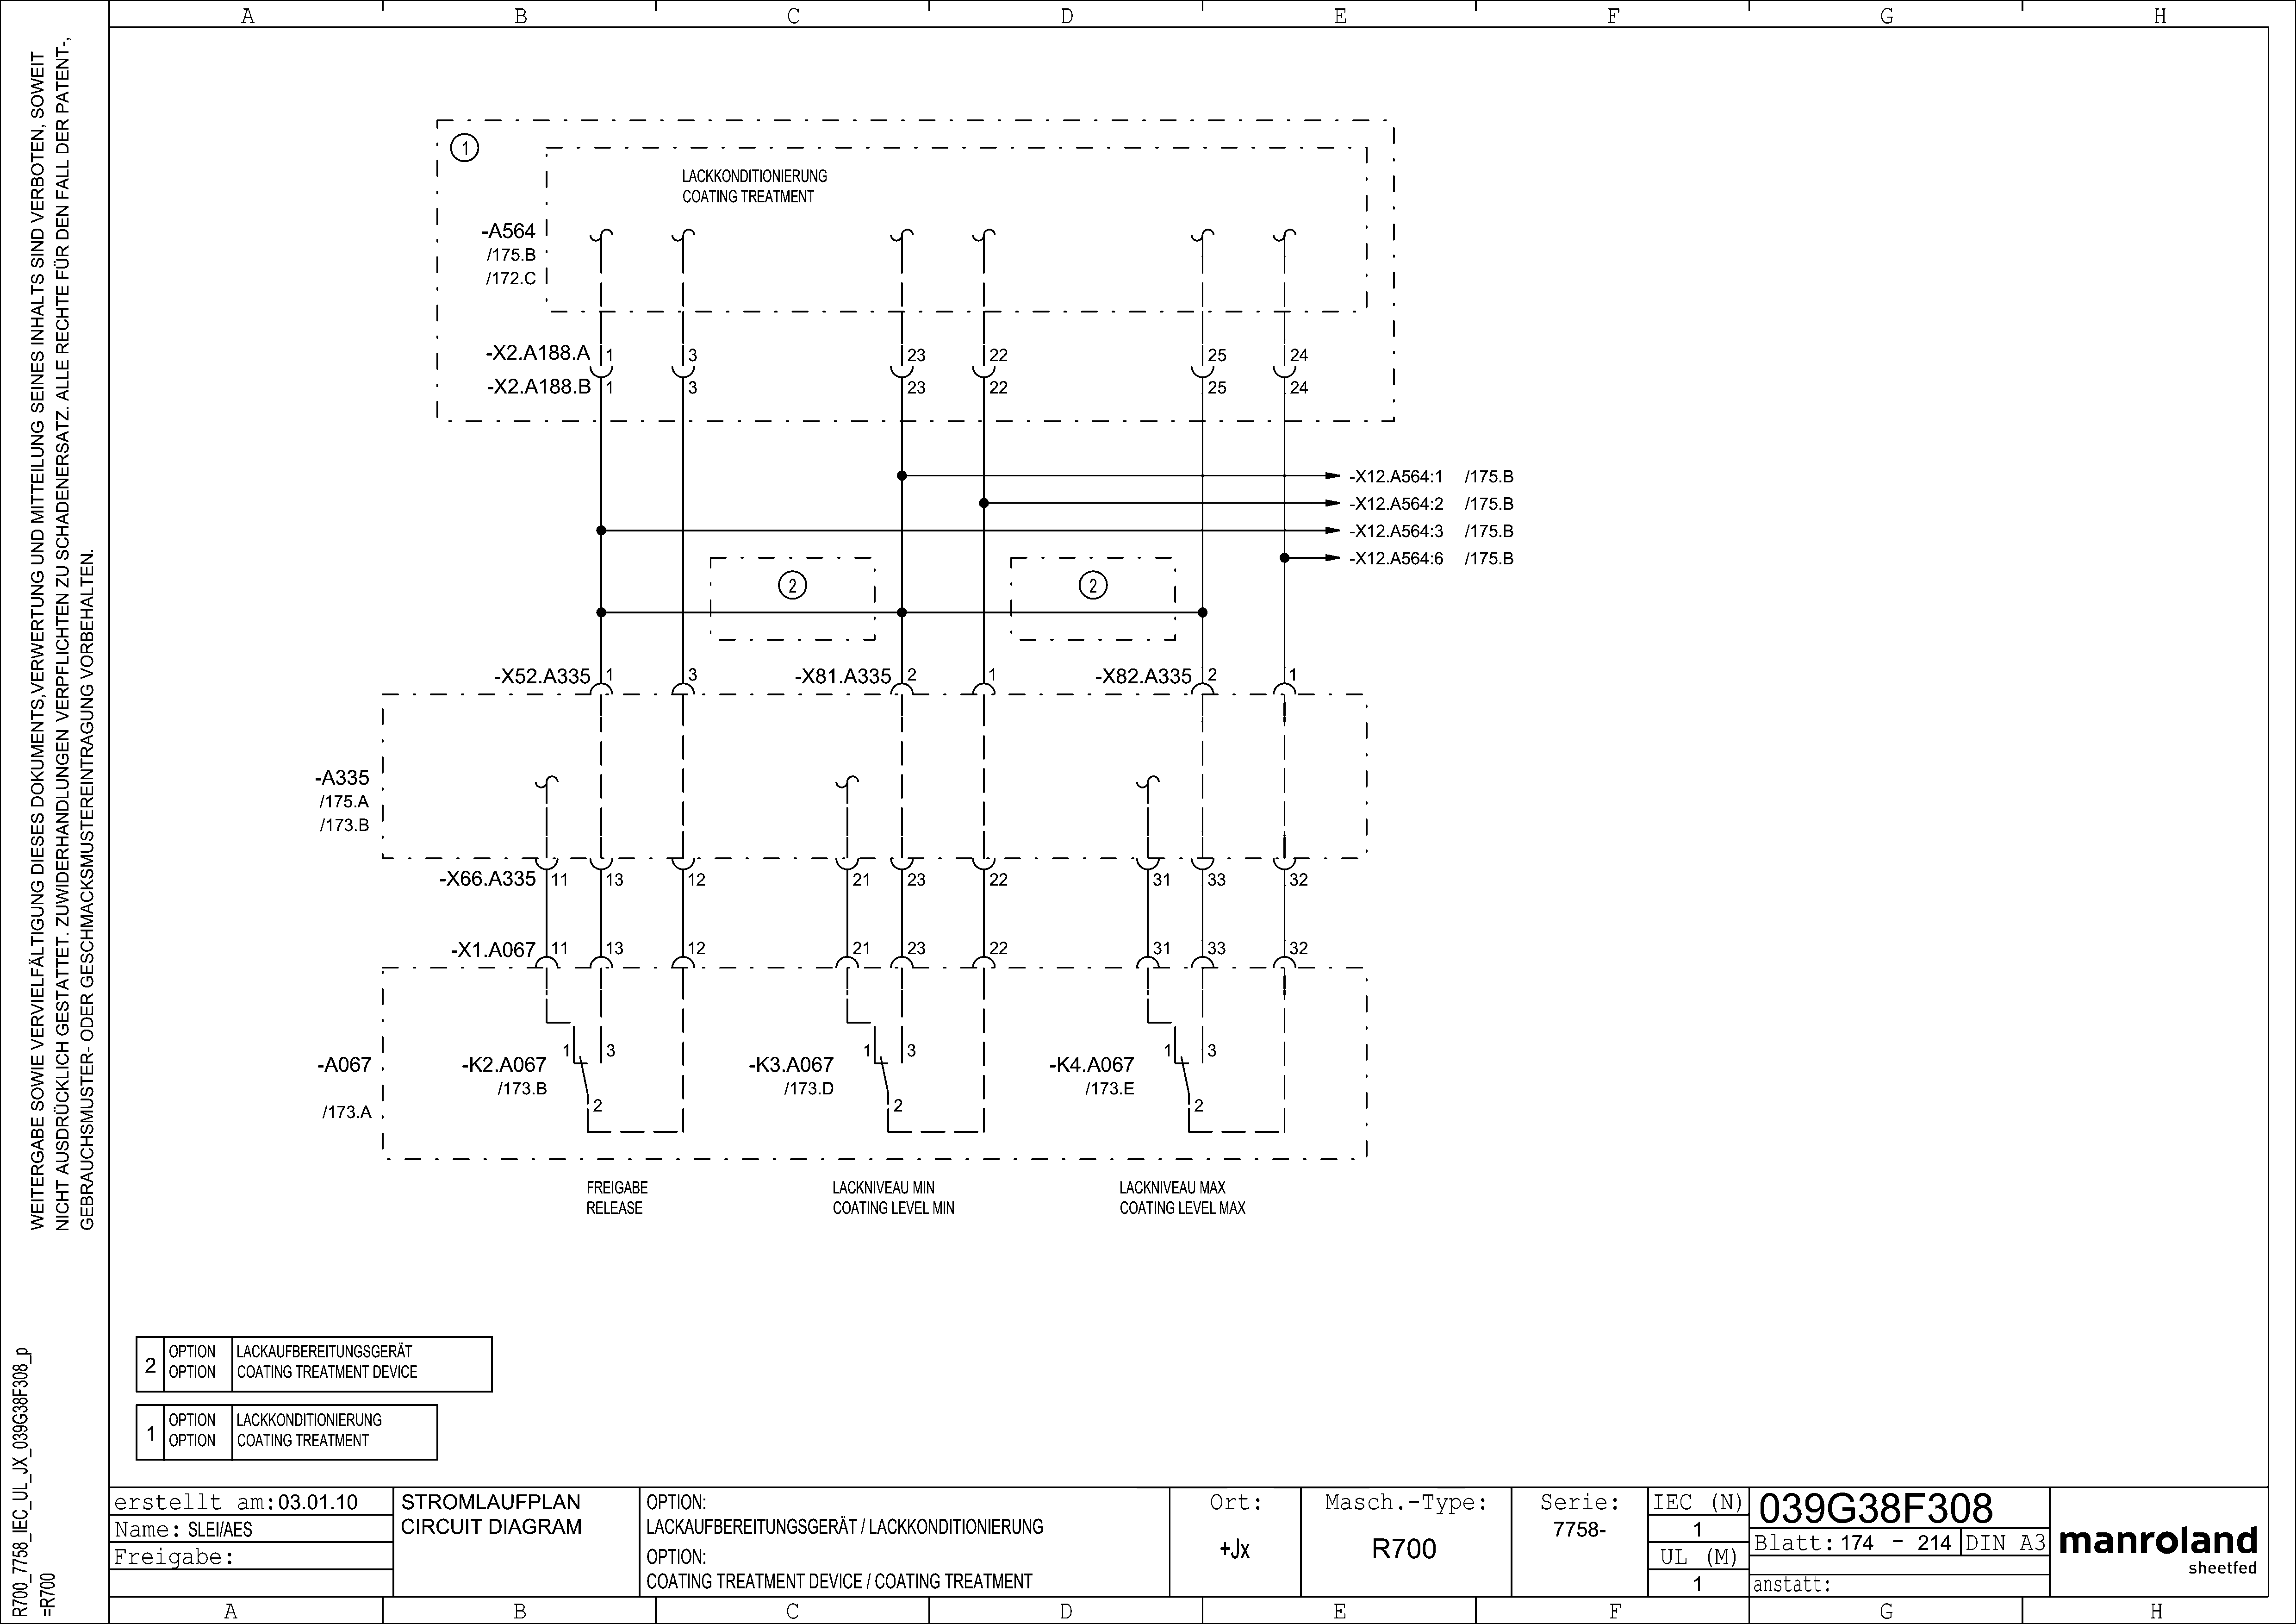 A B C D E F G H
WEITERGABE SOWIE VERVIELFÄLTIGUNG DIESES DOKUMENTS,VERWERTUNG UND MITTEILUNG SEINES INHALTS SIND VERBOTEN, SOWEIT
NICHT AUSDRÜCKLICH GESTATTET. ZUWIDERHANDLUNGEN VERPFLICHTEN ZU SCHADENERSATZ. ALLE RECHTE FÜR DEN FALL DER PATENT-,
GEBRAUCHSMUSTER- ODER GESCHMACKSMUSTEREINTRAGUNG VORBEHALTEN.
1
LACKKONDITIONIERUNG
COATING TREATMENT
-A564
/175.B
/172.C
-X2.A188.A 1 3 23 22 25 24
-X2.A188.B 1 3 23 22 25 24
-X12.A564:1 /175.B
-X12.A564:2 /175.B
-X12.A564:3 /175.B
-X12.A564:6 /175.B
2 2
-X52.A335 1 3 -X81.A335 2 1 -X82.A335 2 1
-A335
/175.A
/173.B
-X66.A335 11 13 12 21 23 22 31 33 32
-X1.A067 11 13 12 21 23 22 31 33 32
1 3 1 3 1 3
-A067 -K2.A067 -K3.A067 -K4.A067
/173.B /173.D /173.E
2 2 2
/173.A
FREIGABE LACKNIVEAU MIN LACKNIVEAU MAX
RELEASE COATING LEVEL MIN COATING LEVEL MAX
2 OPTION LACKAUFBEREITUNGSGERÄT
OPTION COATING TREATMENT DEVICE
1 OPTION LACKKONDITIONIERUNG
OPTION COATING TREATMENT
R700_7758_IEC_UL_JX_039G38F308_p
=R700
erstellt am: 03.01.10
Name: SLEI/AES
Freigabe:
STROMLAUFPLAN
CIRCUIT DIAGRAM
OPTION:
LACKAUFBEREITUNGSGERÄT / LACKKONDITIONIERUNG
OPTION:
COATING TREATMENT DEVICE / COATING TREATMENT
Ort:
+Jx
Masch.-Type:
R700
Serie:
7758-
IEC (N)
1
UL (M)
1
039G38F308
Blatt: 174 - 214 DIN A3
anstatt:
manroland
sheetfed
A B C D E F G H